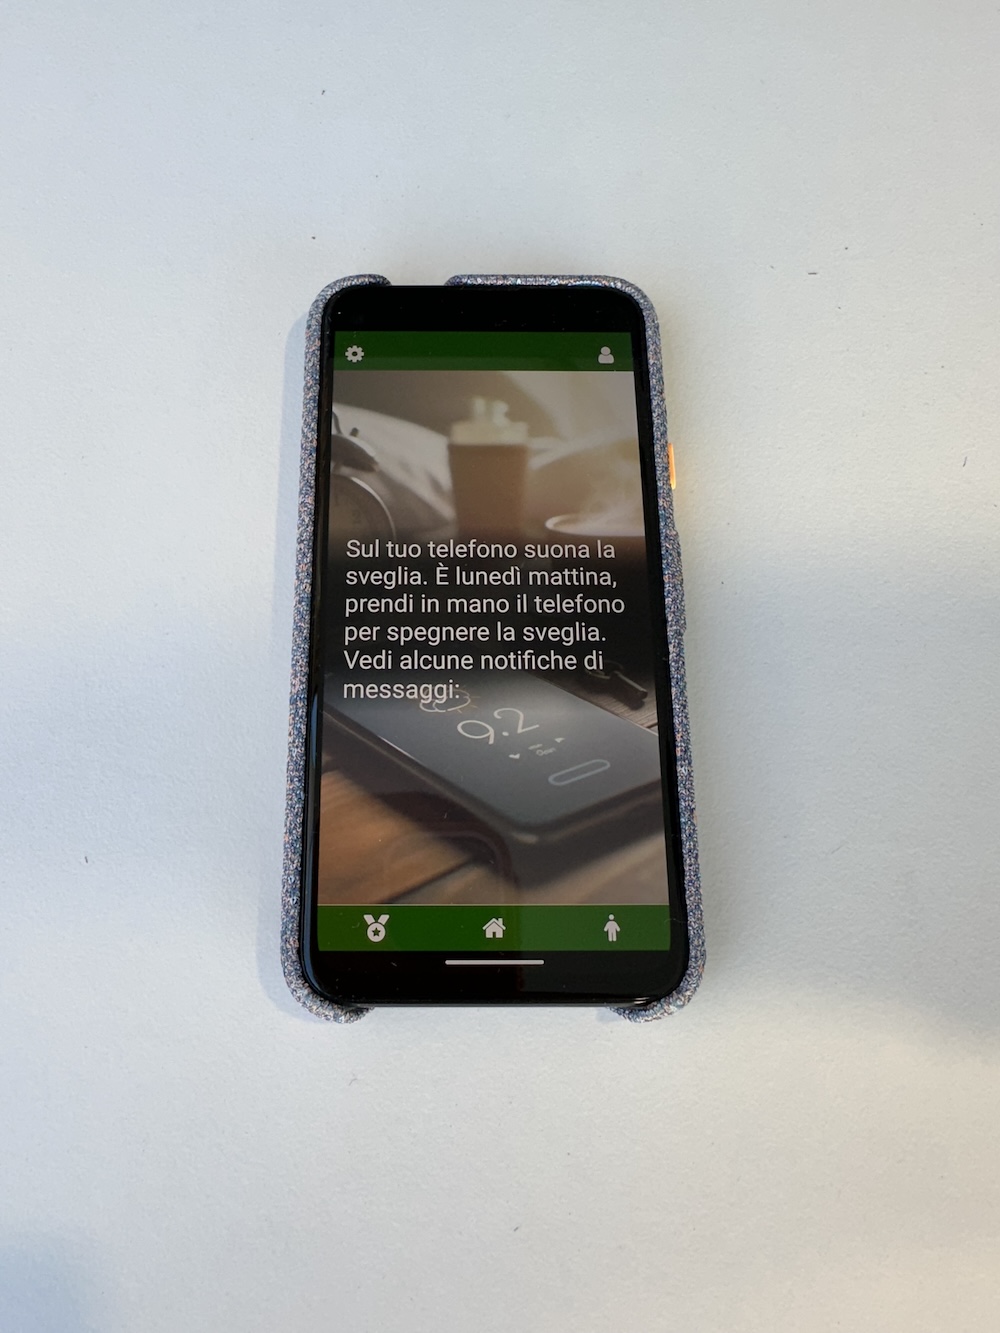 Sul tuo telefono suona la
sveglia. È lunedì mattina,
prendi in mano il telefono
per spegnere la sveglia.
Vedi alcune notifiche di
messaggi:
9.2